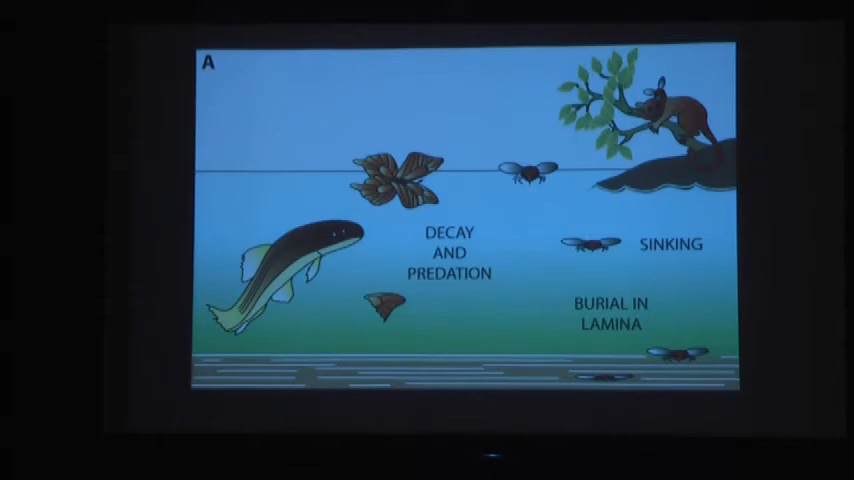 A
DECAY
AND
PREDATION
SINKING
BURIAL IN
LAMINA